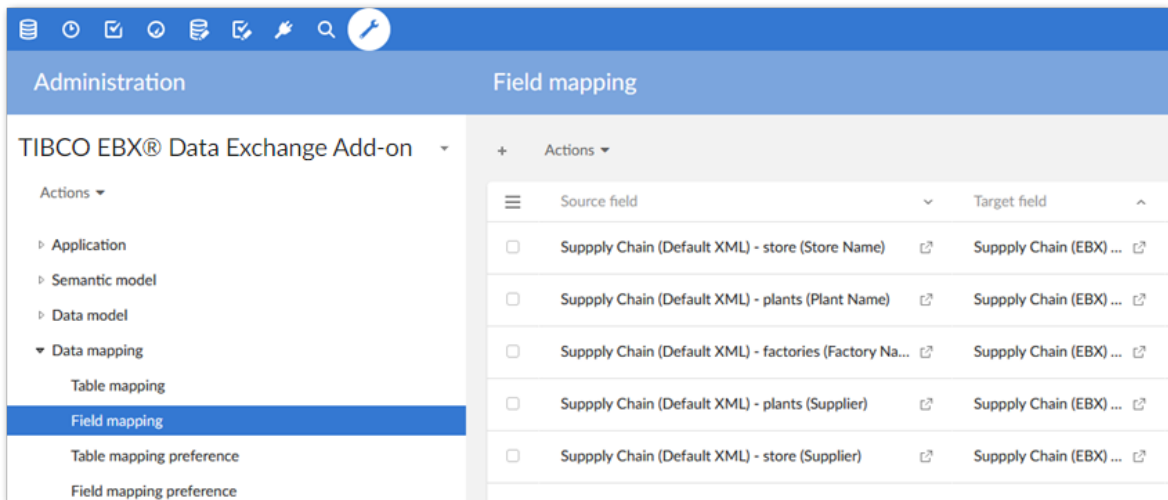 Administration
Field mapping
TIBCO EBX® Data Exchange Add-on
Actions
+ Actions
Source field Target field
Application
Semantic model
Data model
Data mapping
Table mapping
Field mapping
Table mapping preference
Field mapping preference
Suppply Chain (Default XML) - store (Store Name) Suppply Chain (EBX) ...
Suppply Chain (Default XML) - plants (Plant Name) Suppply Chain (EBX) ...
Suppply Chain (Default XML) - factories (Factory Na... Suppply Chain (EBX) ...
Suppply Chain (Default XML) - plants (Supplier) Suppply Chain (EBX) ...
Suppply Chain (Default XML) - store (Supplier) Suppply Chain (EBX) ...